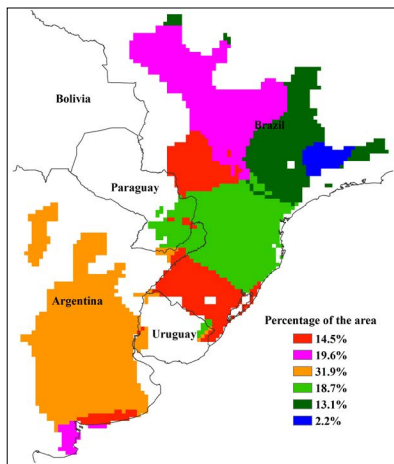 Bolivia
Brazil
Paraguay
Argentina
Uruguay
Percentage of the area
14.5%
19.6%
31.9%
18.7%
13.1%
2.2%